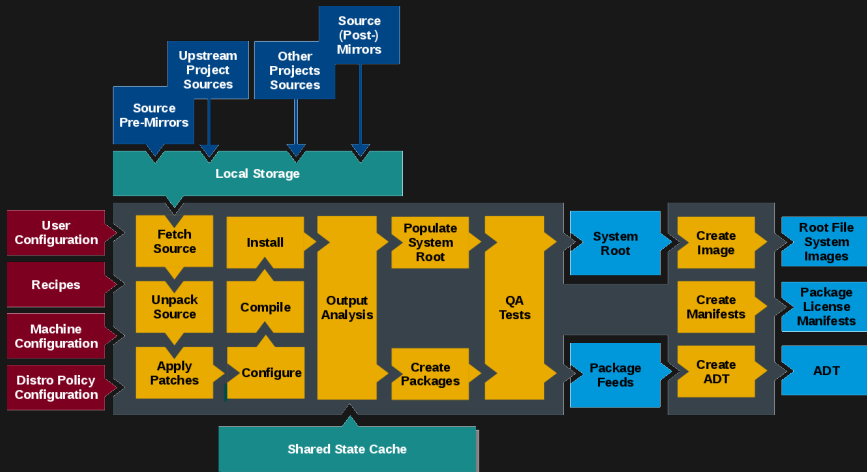 Source
(Post-)
Mirrors
Upstream
Project
Sources
Other
Projects
Sources
Source
Pre-Mirrors
Local Storage
User
Configuration
Recipes
Machine
Configuration
Distro Policy
Configuration
Fetch
Source
Unpack
Source
Apply
Patches
Install
Compile
Configure
Output
Analysis
Populate
System
Root
Create
Packages
QA
Tests
System
Root
Package
Feeds
Create
Image
Create
Manifests
Create
ADT
Root File
System
Images
Package
License
Manifests
ADT
Shared State Cache